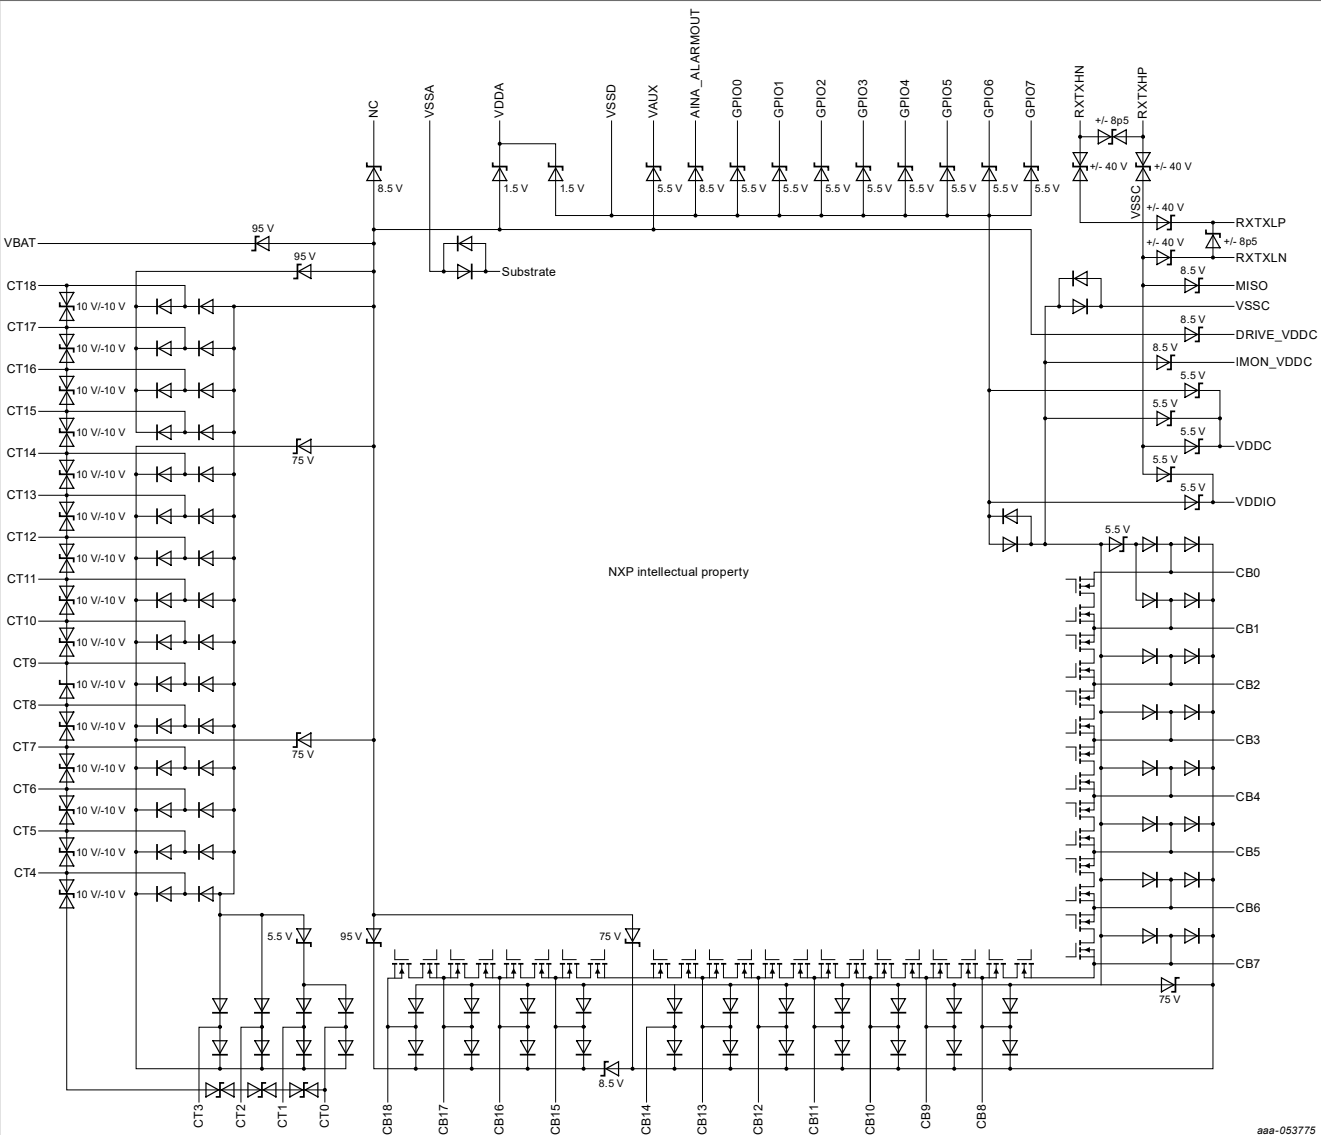 NC
VSSA
VDDA
VSSD
VAUX
AINA_ALARMOUT
GPIO0
GPIO1
GPIO2
GPIO3
GPIO4
GPIO5
GPIO6
GPIO7
RXTXHN
RXTXHP
+/- 8p5
8.5 V
1.5 V
1.5 V
5.5 V
8.5 V
5.5 V
5.5 V
5.5 V
5.5 V
5.5 V
5.5 V
5.5 V
5.5 V
+/- 40 V
+/- 40 V
VSSC
+/- 40 V
RXTXLP
+/- 8p5
+/- 40 V
RXTXLN
VBAT
95 V
95 V
Substrate
8.5 V
MISO
VSSC
8.5 V
DRIVE_VDDC
8.5 V
IMON_VDDC
5.5 V
5.5 V
5.5 V
VDDC
5.5 V
5.5 V
VDDIO
5.5 V
CT18
10 V/-10 V
CT17
10 V/-10 V
CT16
10 V/-10 V
CT15
10 V/-10 V
75 V
CT14
10 V/-10 V
CT13
10 V/-10 V
CT12
10 V/-10 V
CT11
10 V/-10 V
CT10
10 V/-10 V
CT9
10 V/-10 V
CT8
10 V/-10 V
CT7
75 V
10 V/-10 V
CT6
10 V/-10 V
CT5
10 V/-10 V
CT4
10 V/-10 V
NXP intellectual property
CB0
CB1
CB2
CB3
CB4
CB5
CB6
CB7
5.5 V
95 V
75 V
75 V
8.5 V
CT3
CT2
CT1
CT0
CB18
CB17
CB16
CB15
CB14
CB13
CB12
CB11
CB10
CB9
CB8
aaa-053775